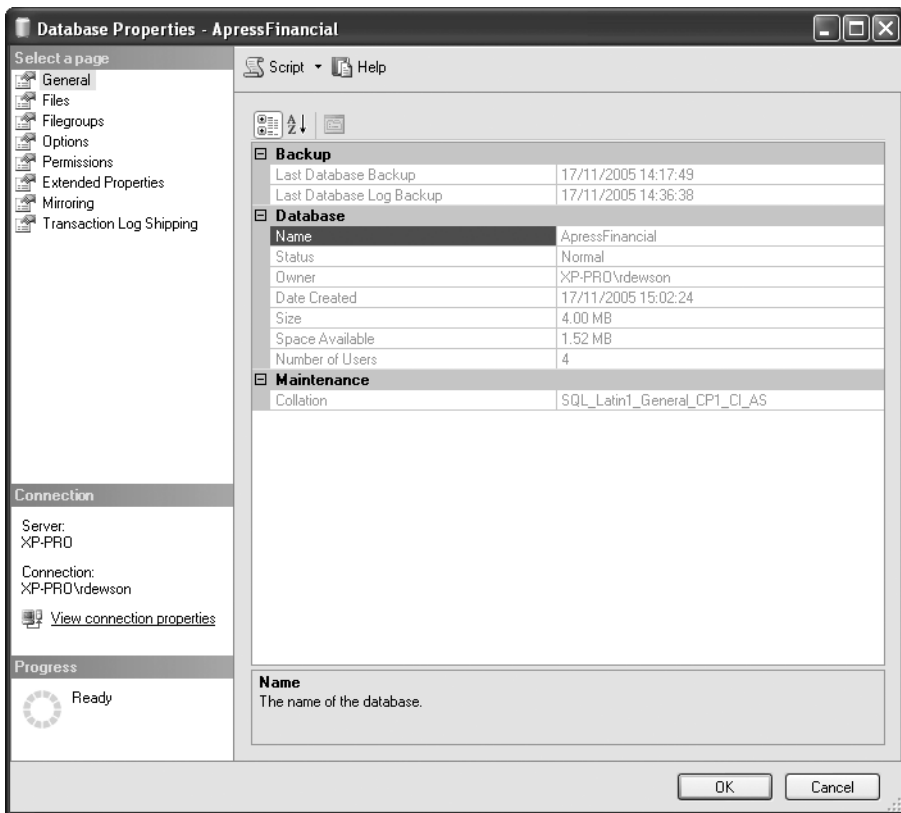 Database Properties - ApressFinancial
Select a page
General
Files
Filegroups
Options
Permissions
Extended Properties
Mirroring
Transaction Log Shipping
Script Help
Backup
Last Database Backup 17/11/2005 14:17:49
Last Database Log Backup 17/11/2005 14:36:38
Database
Name ApressFinancial
Status Normal
Owner XP-PRO\rdewson
Date Created 17/11/2005 15:02:24
Size 4.00 MB
Space Available 1.52 MB
Number of Users 4
Maintenance
Collation SQL_Latin1_General_CP1_CI_AS
Connection
Server:
XP-PRO
Connection:
XP-PRO\rdewson
View connection properties
Progress
Ready
Name
The name of the database.
OK Cancel